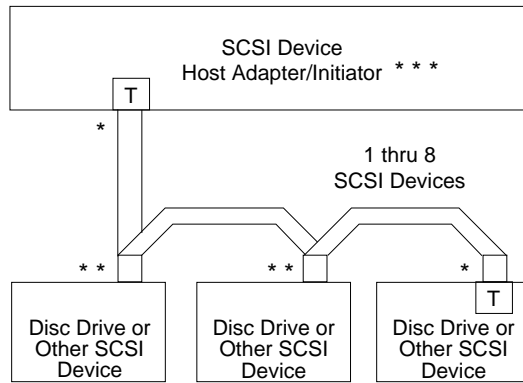 SCSI Device
Host Adapter/Initiator * * *
T
*
1 thru 8
SCSI Devices
* *
* *
*
T
Disc Drive or
Other SCSI
Device
Disc Drive or
Other SCSI
Device
Disc Drive or
Other SCSI
Device